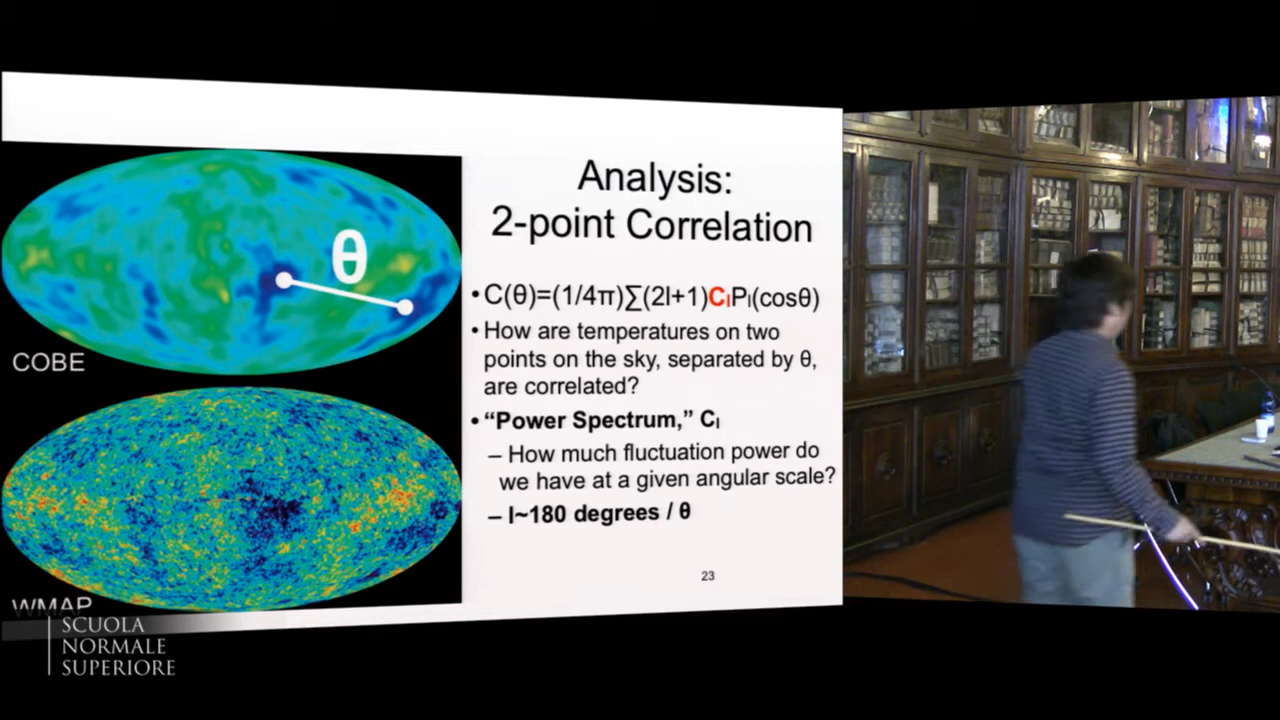 Analysis:
2-point Correlation
θ
COBE
• C(θ)=(1/4π)∑(2l+1)CₗPₗ(cosθ)
• How are temperatures on two
points on the sky, separated by θ,
are correlated?
• “Power Spectrum,” Cₗ
– How much fluctuation power do
we have at a given angular scale?
– l~180 degrees / θ
23
WMAP
SCUOLA
NORMALE
SUPERIORE